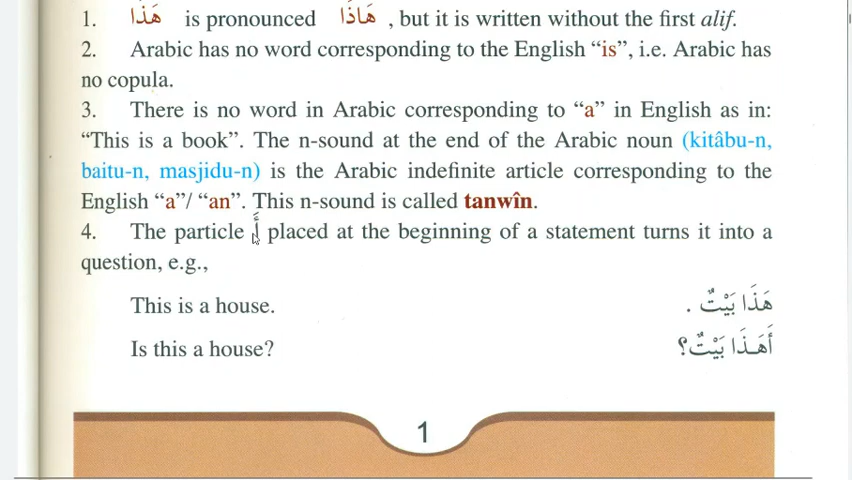 1. هَذَا is pronounced هَاذَا , but it is written without the first alif.
2. Arabic has no word corresponding to the English “is”, i.e. Arabic has
no copula.
3. There is no word in Arabic corresponding to “a” in English as in:
“This is a book”. The n-sound at the end of the Arabic noun (kitâbu-n,
baitu-n, masjidu-n) is the Arabic indefinite article corresponding to the
English “a”/ “an”. This n-sound is called tanwîn.
4. The particle أَ placed at the beginning of a statement turns it into a
question, e.g.,
This is a house. هَذَا بَيْتٌ .
Is this a house? أَهَذَا بَيْتٌ؟
1